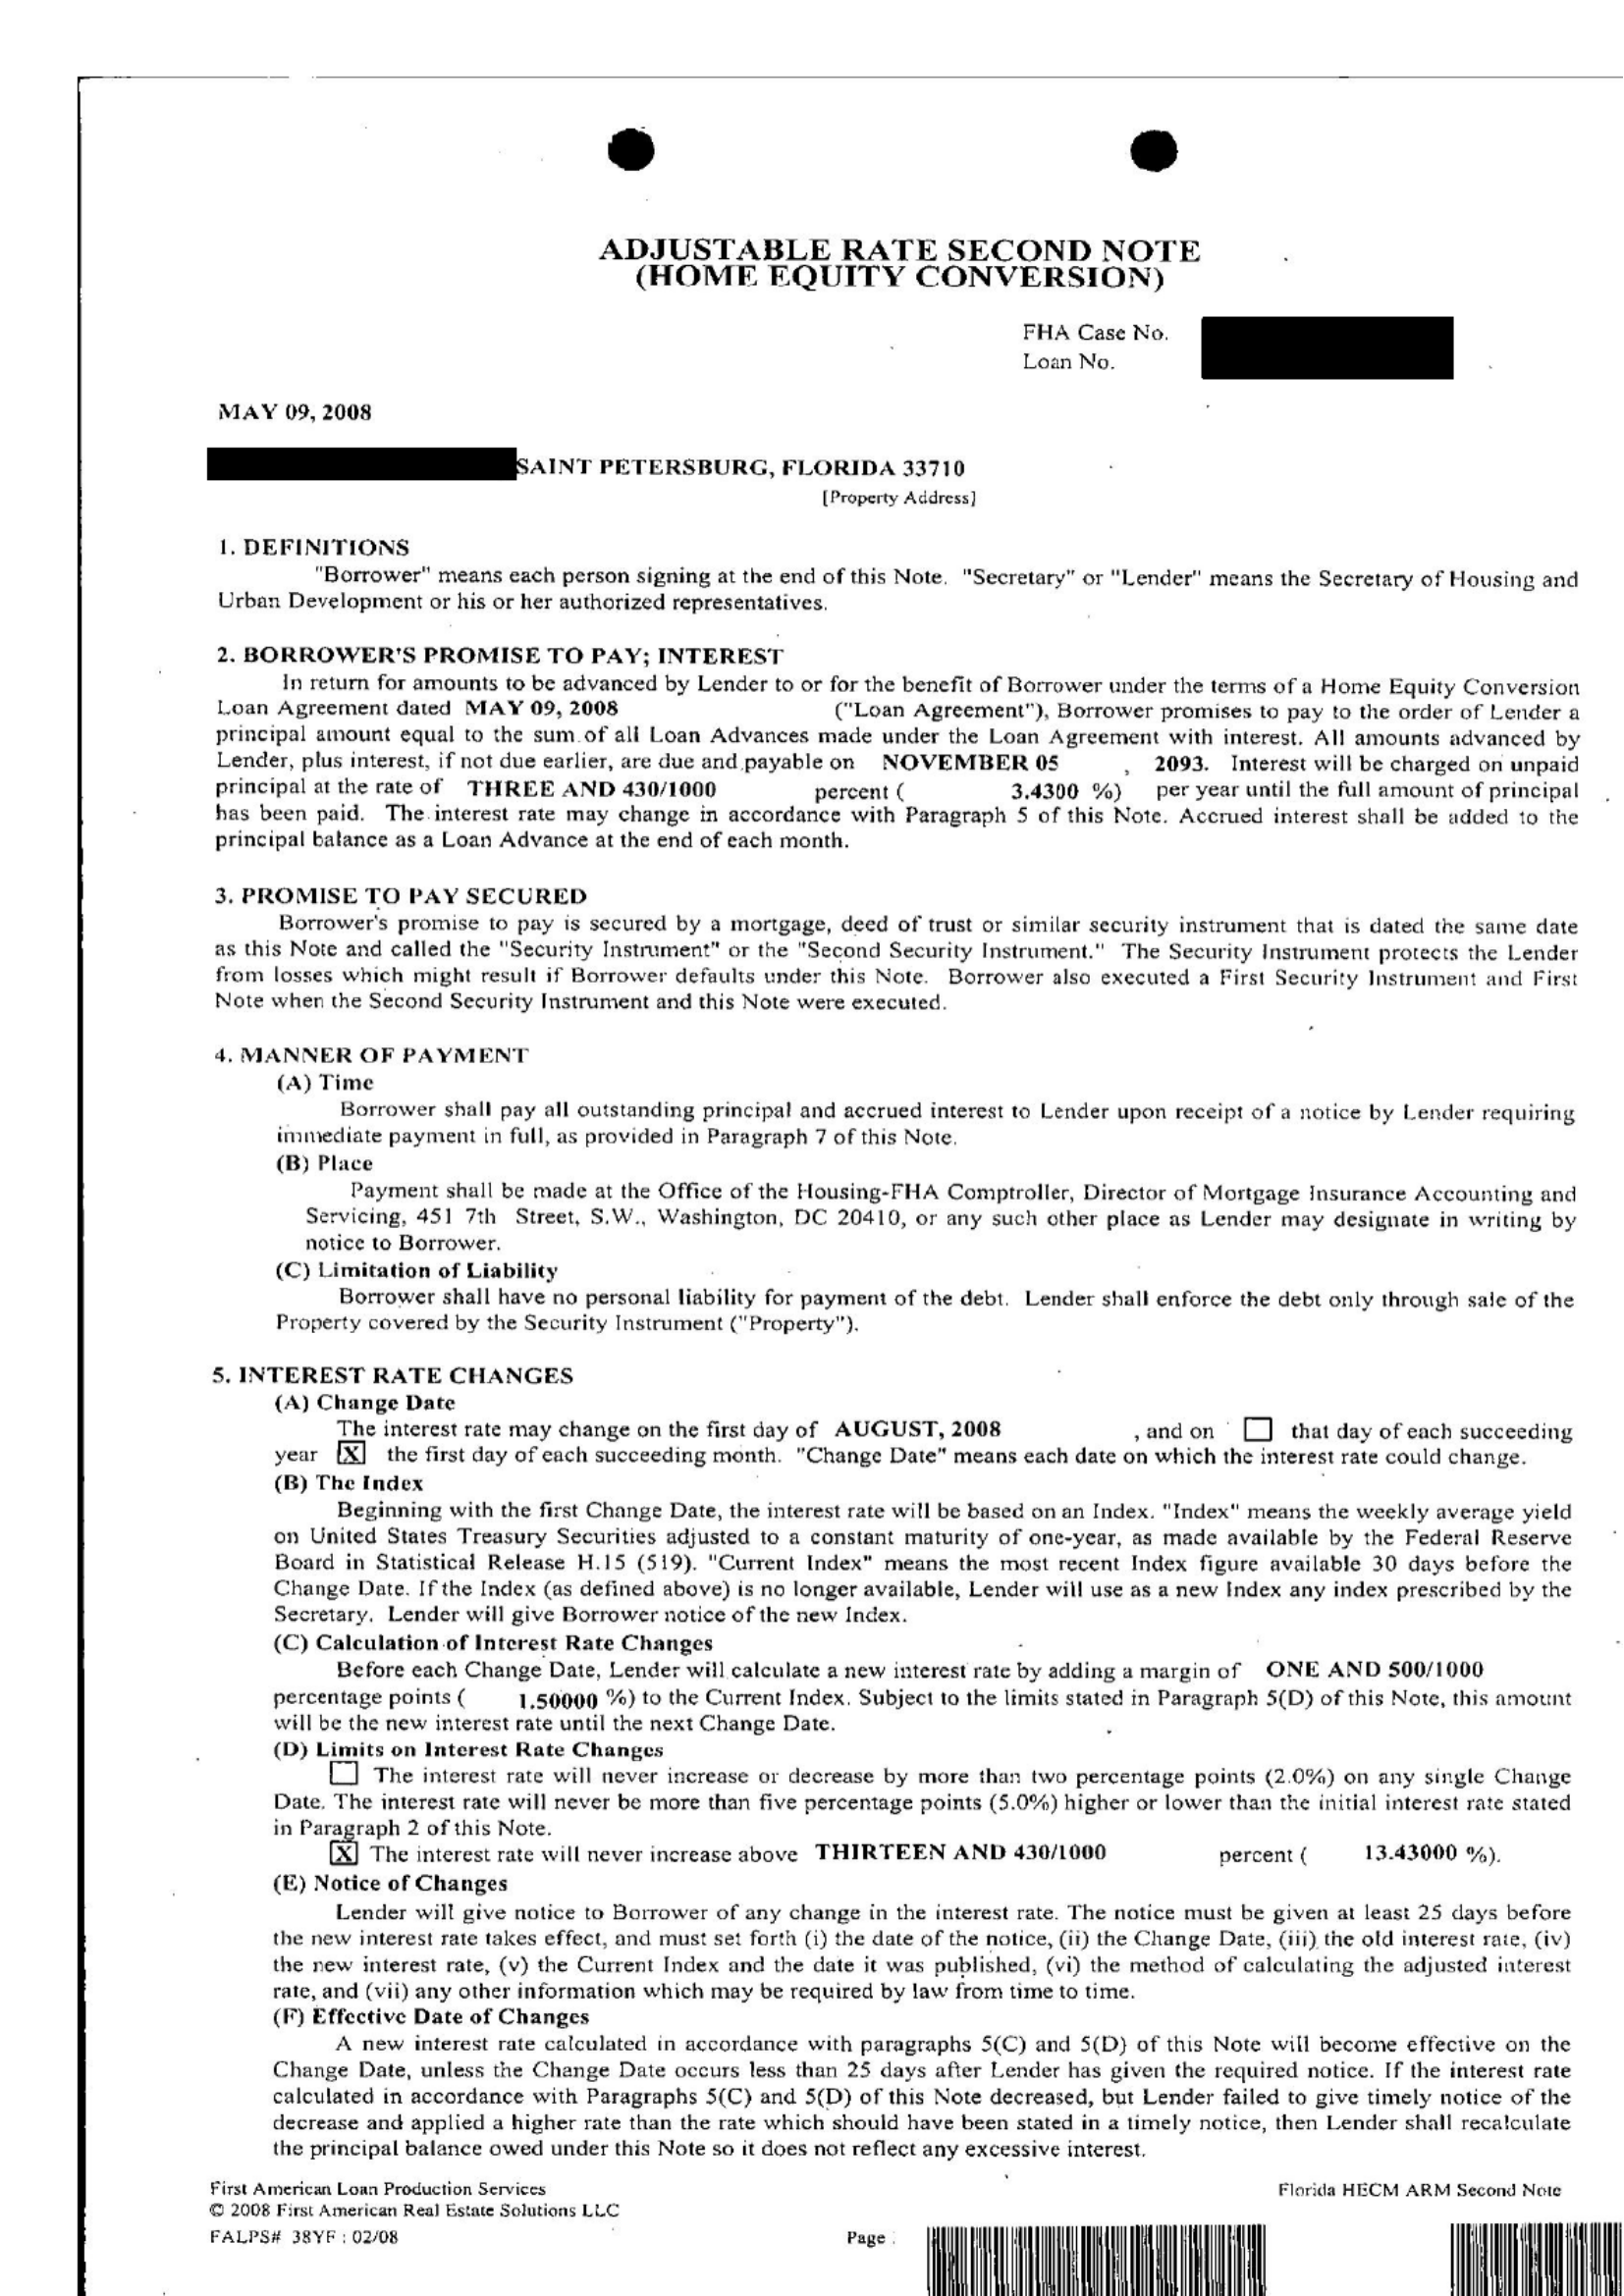 ADJUSTABLE RATE SECOND NOTE
(HOME EQUITY CONVERSION)
FHA Case No.
Loan No.
MAY 09, 2008
SAINT PETERSBURG, FLORIDA 33710
[Property Address]
1. DEFINITIONS
"Borrower" means each person signing at the end of this Note. "Secretary" or "Lender" means the Secretary of Housing and
Urban Development or his or her authorized representatives.
2. BORROWER'S PROMISE TO PAY; INTEREST
In return for amounts to be advanced by Lender to or for the benefit of Borrower under the terms of a Home Equity Conversion
Loan Agreement dated MAY 09, 2008 ("Loan Agreement"), Borrower promises to pay to the order of Lender a
principal amount equal to the sum of all Loan Advances made under the Loan Agreement with interest. All amounts advanced by
Lender, plus interest, if not due earlier, are due and payable on NOVEMBER 05 , 2093. Interest will be charged on unpaid
principal at the rate of THREE AND 430/1000 percent ( 3.4300 %) per year until the full amount of principal
has been paid. The interest rate may change in accordance with Paragraph 5 of this Note. Accrued interest shall be added to the
principal balance as a Loan Advance at the end of each month.
3. PROMISE TO PAY SECURED
Borrower's promise to pay is secured by a mortgage, deed of trust or similar security instrument that is dated the same date
as this Note and called the "Security Instrument" or the "Second Security Instrument." The Security Instrument protects the Lender
from losses which might result if Borrower defaults under this Note. Borrower also executed a First Security Instrument and First
Note when the Second Security Instrument and this Note were executed.
4. MANNER OF PAYMENT
(A) Time
Borrower shall pay all outstanding principal and accrued interest to Lender upon receipt of a notice by Lender requiring
immediate payment in full, as provided in Paragraph 7 of this Note.
(B) Place
Payment shall be made at the Office of the Housing-FHA Comptroller, Director of Mortgage Insurance Accounting and
Servicing, 451 7th Street, S.W., Washington, DC 20410, or any such other place as Lender may designate in writing by
notice to Borrower.
(C) Limitation of Liability
Borrower shall have no personal liability for payment of the debt. Lender shall enforce the debt only through sale of the
Property covered by the Security Instrument ("Property").
5. INTEREST RATE CHANGES
(A) Change Date
The interest rate may change on the first day of AUGUST, 2008 , and on ☐ that day of each succeeding
year [X] the first day of each succeeding month. "Change Date" means each date on which the interest rate could change.
(B) The Index
Beginning with the first Change Date, the interest rate will be based on an Index. "Index" means the weekly average yield
on United States Treasury Securities adjusted to a constant maturity of one-year, as made available by the Federal Reserve
Board in Statistical Release H.15 (519). "Current Index" means the most recent Index figure available 30 days before the
Change Date. If the Index (as defined above) is no longer available, Lender will use as a new Index any index prescribed by the
Secretary. Lender will give Borrower notice of the new Index.
(C) Calculation of Interest Rate Changes
Before each Change Date, Lender will calculate a new interest rate by adding a margin of ONE AND 500/1000
percentage points ( 1.50000 %) to the Current Index. Subject to the limits stated in Paragraph 5(D) of this Note, this amount
will be the new interest rate until the next Change Date.
(D) Limits on Interest Rate Changes
☐ The interest rate will never increase or decrease by more than two percentage points (2.0%) on any single Change
Date. The interest rate will never be more than five percentage points (5.0%) higher or lower than the initial interest rate stated
in Paragraph 2 of this Note.
[X] The interest rate will never increase above THIRTEEN AND 430/1000 percent ( 13.43000 %).
(E) Notice of Changes
Lender will give notice to Borrower of any change in the interest rate. The notice must be given at least 25 days before
the new interest rate takes effect, and must set forth (i) the date of the notice, (ii) the Change Date, (iii) the old interest rate, (iv)
the new interest rate, (v) the Current Index and the date it was published, (vi) the method of calculating the adjusted interest
rate, and (vii) any other information which may be required by law from time to time.
(F) Effective Date of Changes
A new interest rate calculated in accordance with paragraphs 5(C) and 5(D) of this Note will become effective on the
Change Date, unless the Change Date occurs less than 25 days after Lender has given the required notice. If the interest rate
calculated in accordance with Paragraphs 5(C) and 5(D) of this Note decreased, but Lender failed to give timely notice of the
decrease and applied a higher rate than the rate which should have been stated in a timely notice, then Lender shall recalculate
the principal balance owed under this Note so it does not reflect any excessive interest.
First American Loan Production Services
© 2008 First American Real Estate Solutions LLC
FALPS# 38YF : 02/08
Florida HECM ARM Second Note
Page